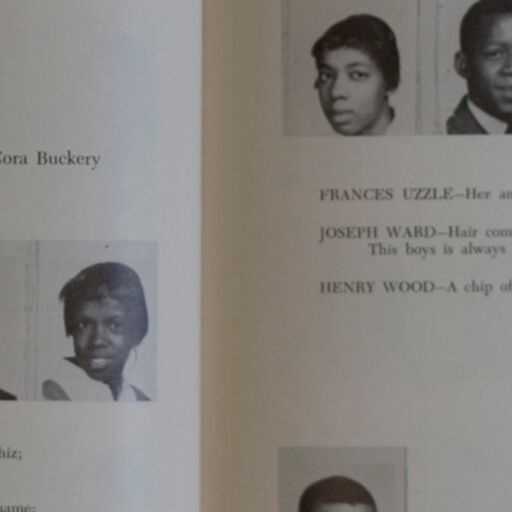 Cora Buckery
hiz;
name:
FRANCES UZZLE—Her an
JOSEPH WARD—Hair com
This boys is always
HENRY WOOD—A chip of